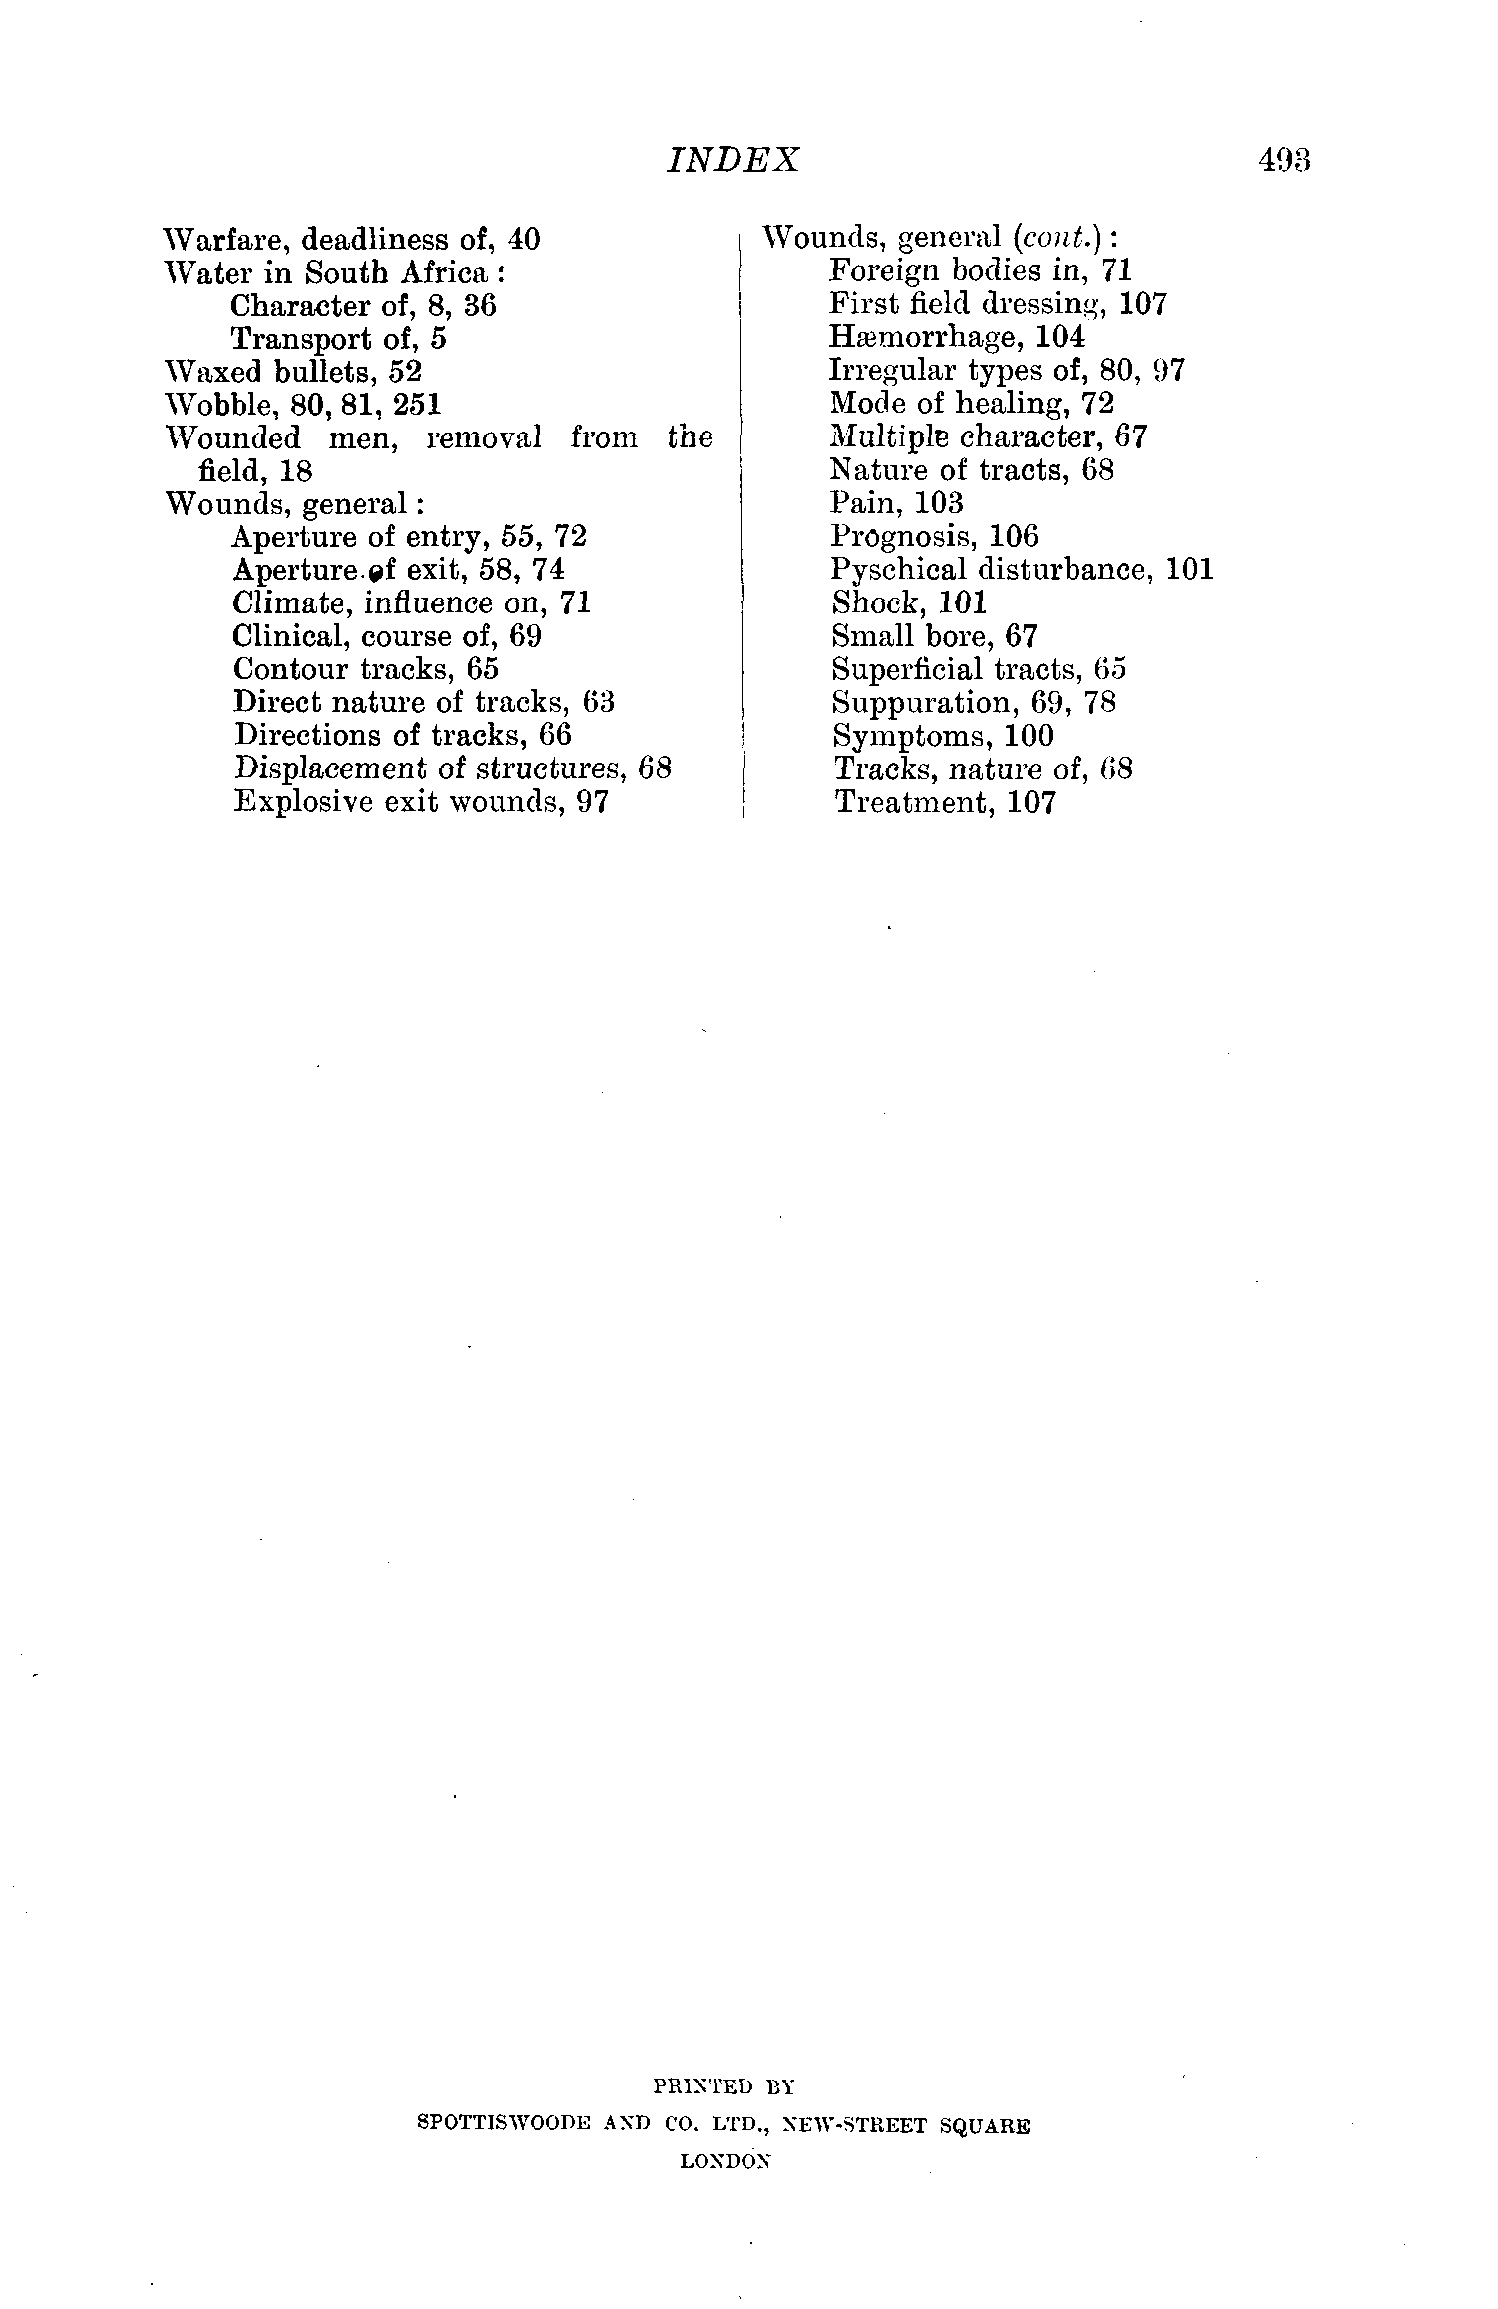 INDEX 493
Warfare, deadliness of, 40
Water in South Africa :
Character of, 8, 36
Transport of, 5
Waxed bullets, 52
Wobble, 80, 81, 251
Wounded men, removal from the
field, 18
Wounds, general :
Aperture of entry, 55, 72
Aperture of exit, 58, 74
Climate, influence on, 71
Clinical, course of, 69
Contour tracks, 65
Direct nature of tracks, 63
Directions of tracks, 66
Displacement of structures, 68
Explosive exit wounds, 97
Wounds, general (cont.) :
Foreign bodies in, 71
First field dressing, 107
Hæmorrhage, 104
Irregular types of, 80, 97
Mode of healing, 72
Multiple character, 67
Nature of tracts, 68
Pain, 103
Prognosis, 106
Pyschical disturbance, 101
Shock, 101
Small bore, 67
Superficial tracts, 65
Suppuration, 69, 78
Symptoms, 100
Tracks, nature of, 68
Treatment, 107
PRINTED BY
SPOTTISWOODE AND CO. LTD., NEW-STREET SQUARE
LONDON